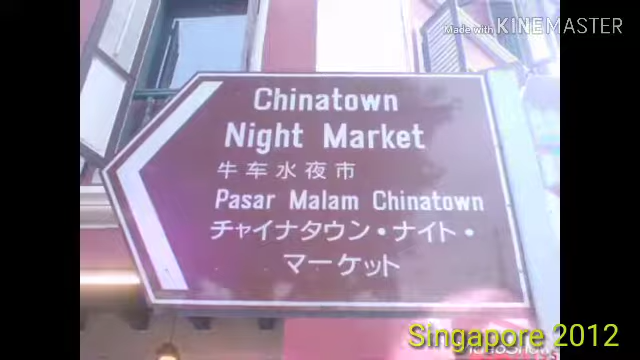 Made with KINEMASTER
Chinatown
Night Market
牛车水夜市
Pasar Malam Chinatown
チャイナタウン・ナイト・
マーケット
Singapore 2012